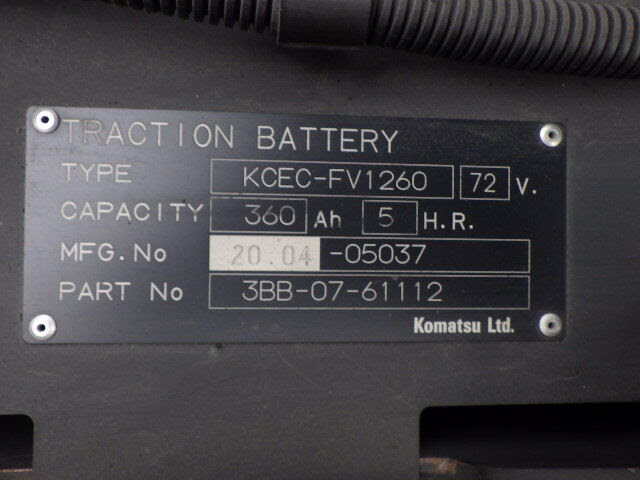 TRACTION BATTERY
TYPE KCEC-FV1260 72 V.
CAPACITY 360 Ah 5 H.R.
MFG.No 20.04 -05037
PART No 3BB-07-61112
Komatsu Ltd.